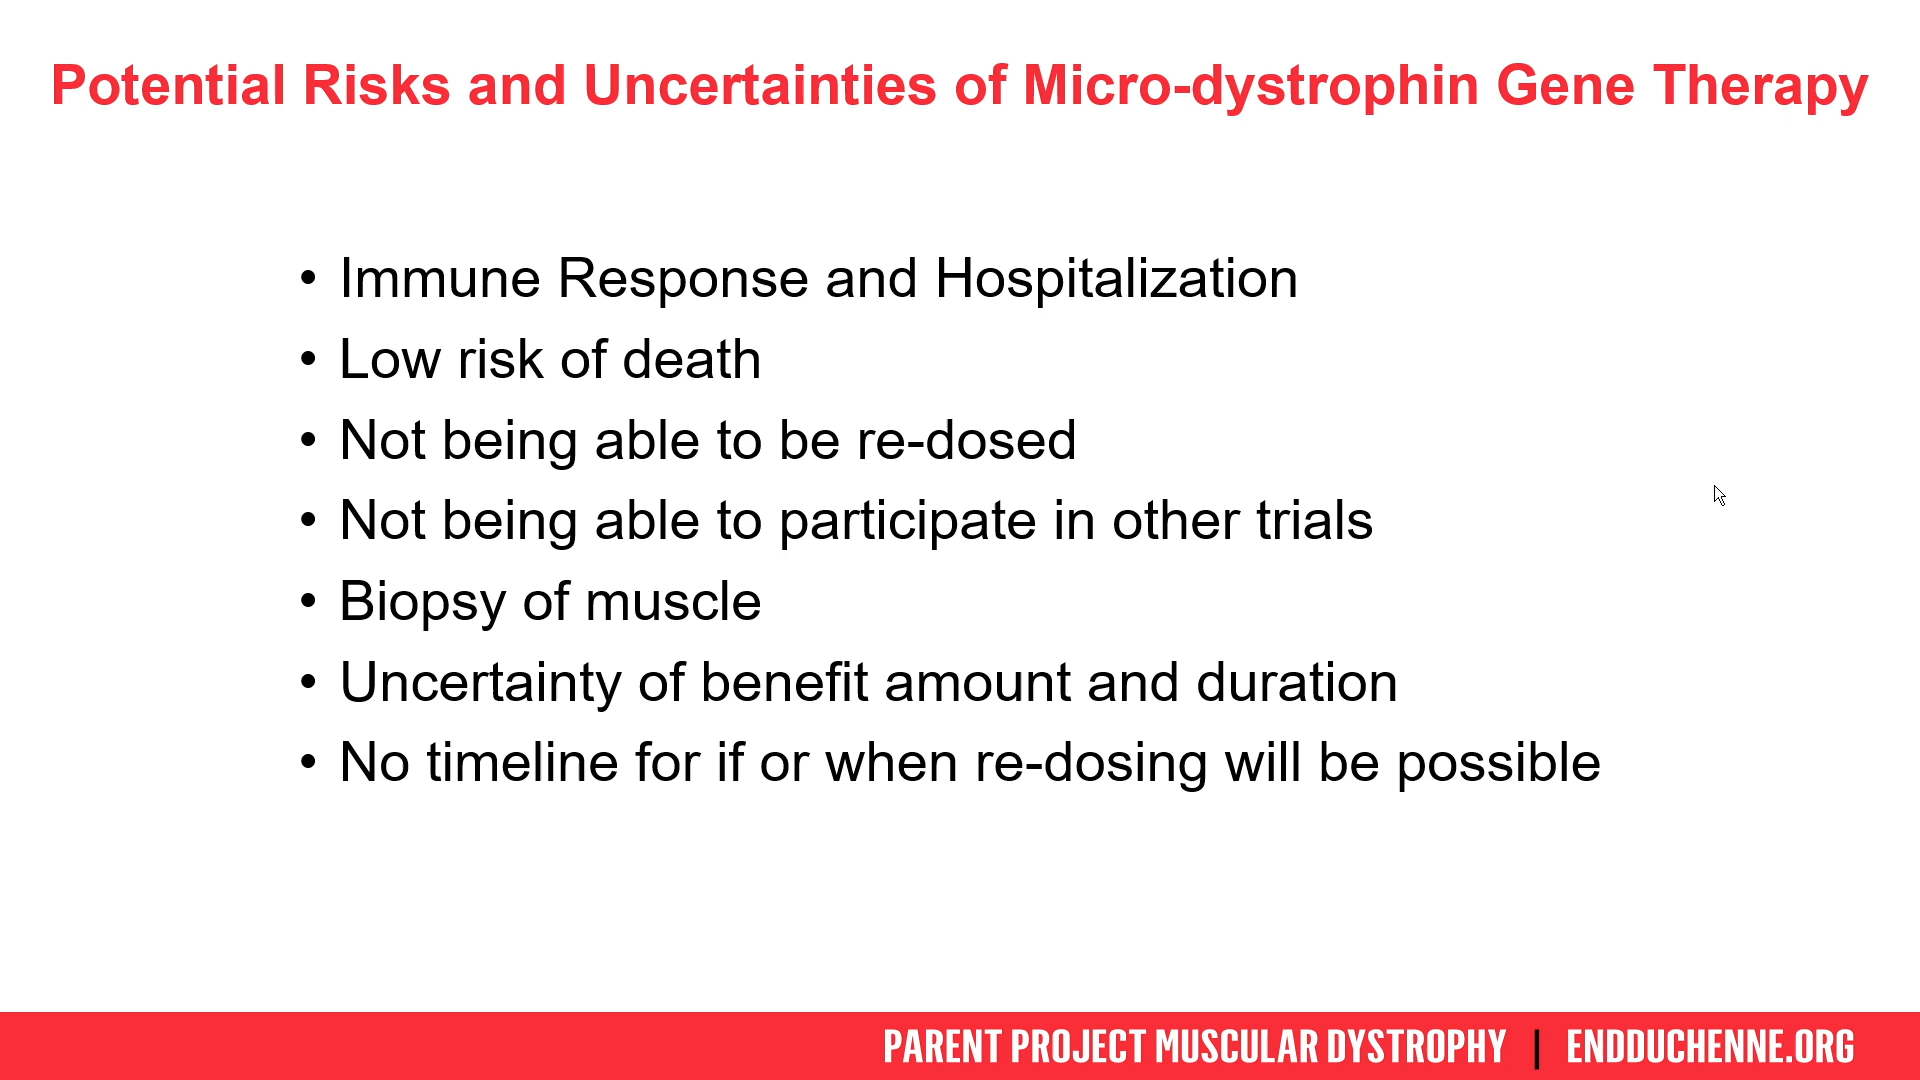 Potential Risks and Uncertainties of Micro-dystrophin Gene Therapy
• Immune Response and Hospitalization
• Low risk of death
• Not being able to be re-dosed
• Not being able to participate in other trials
• Biopsy of muscle
• Uncertainty of benefit amount and duration
• No timeline for if or when re-dosing will be possible
PARENT PROJECT MUSCULAR DYSTROPHY | ENDDUCHENNE.ORG